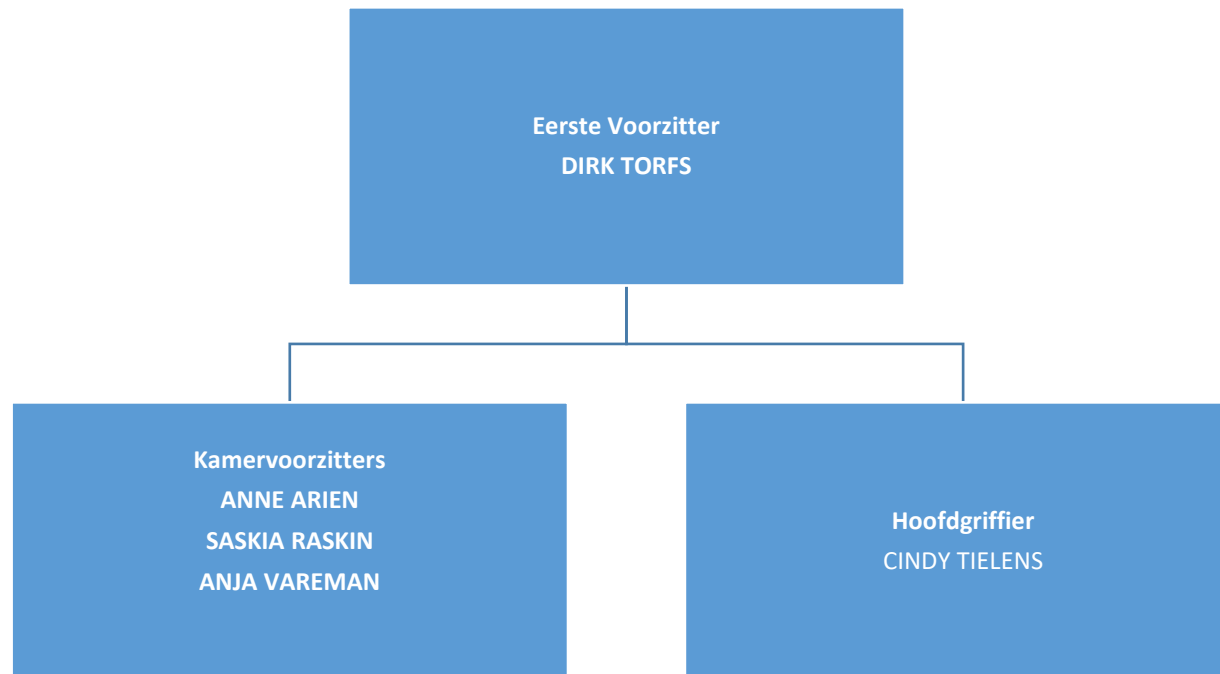 Eerste Voorzitter
DIRK TORFS
Kamervoorzitters
ANNE ARIEN
SASKIA RASKIN
ANJA VAREMAN
Hoofdgriffier
CINDY TIELENS